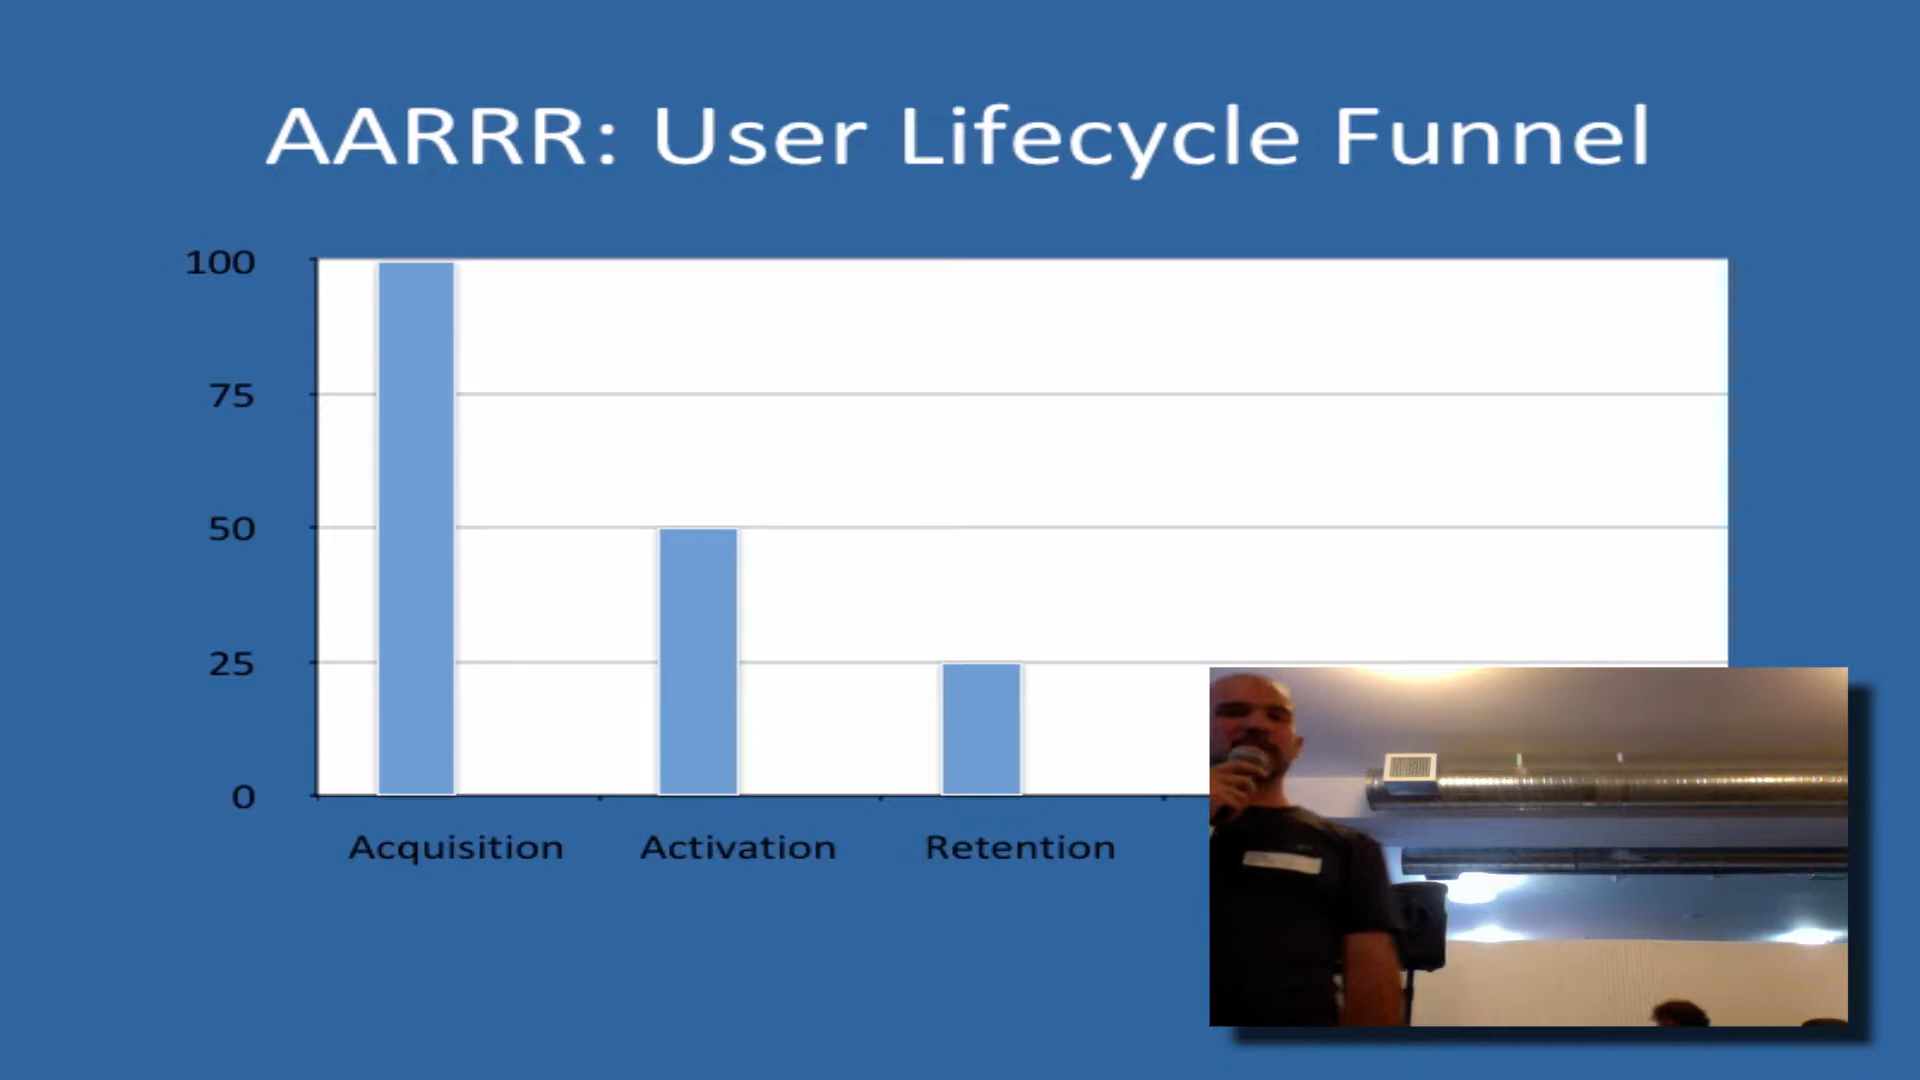 AARRR: User Lifecycle Funnel
100
75
50
25
0
Acquisition Activation Retention